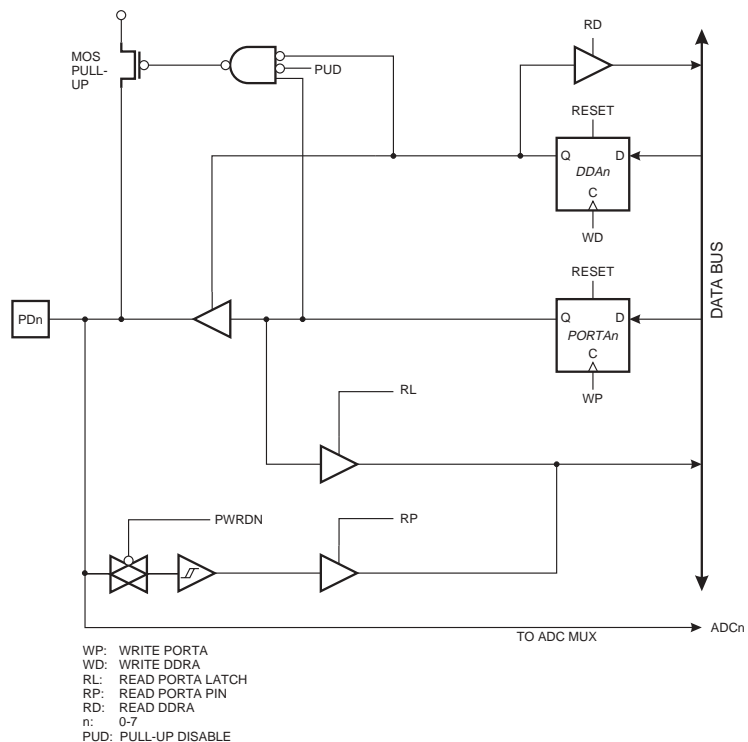 RD
MOS
PULL-
UP
PUD
RESET
Q D
DDAn
C
WD
RESET
PDn
Q D
PORTAn
C
WP
DATA BUS
RL
PWRDN
RP
TO ADC MUX
ADCn
WP: WRITE PORTA
WD: WRITE DDRA
RL: READ PORTA LATCH
RP: READ PORTA PIN
RD: READ DDRA
n: 0-7
PUD: PULL-UP DISABLE